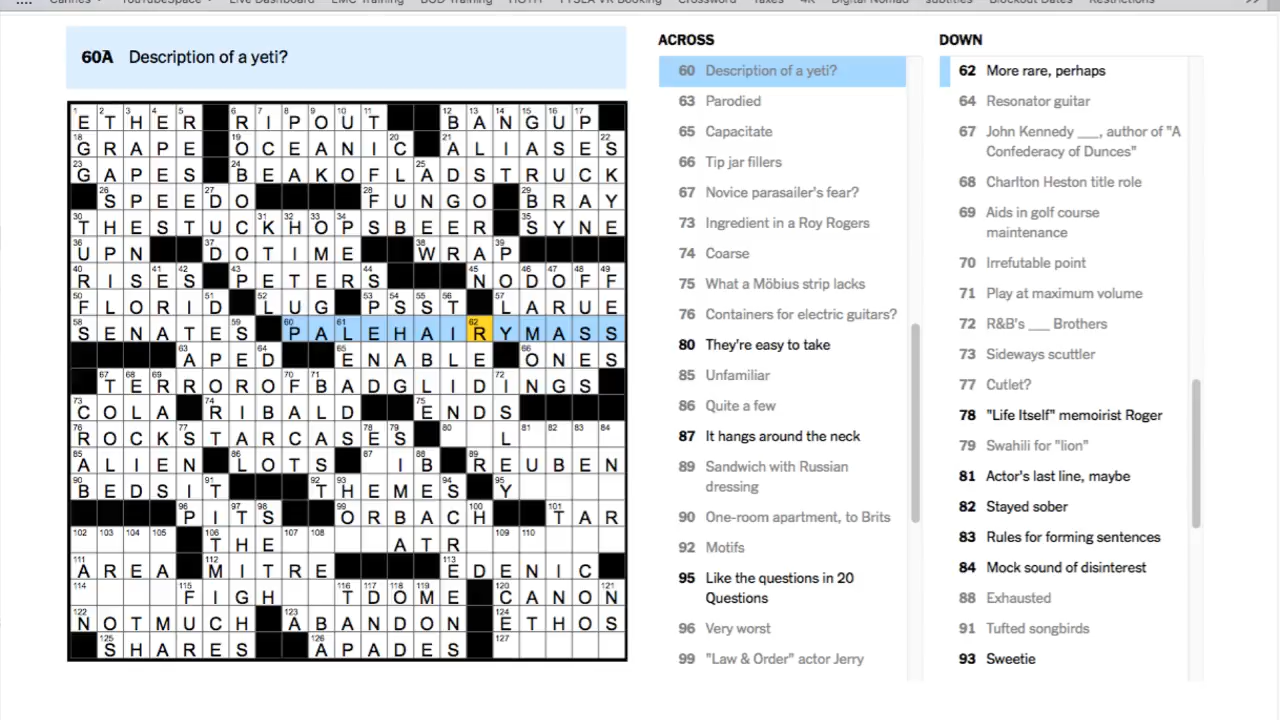 60A Description of a yeti?
ACROSS
60 Description of a yeti?
63 Parodied
65 Capacitate
66 Tip jar fillers
67 Novice parasailer's fear?
73 Ingredient in a Roy Rogers
74 Coarse
75 What a Möbius strip lacks
76 Containers for electric guitars?
80 They're easy to take
85 Unfamiliar
86 Quite a few
87 It hangs around the neck
89 Sandwich with Russian
dressing
90 One-room apartment, to Brits
92 Motifs
95 Like the questions in 20
Questions
96 Very worst
99 "Law & Order" actor Jerry
DOWN
62 More rare, perhaps
64 Resonator guitar
67 John Kennedy ___, author of "A
Confederacy of Dunces"
68 Charlton Heston title role
69 Aids in golf course
maintenance
70 Irrefutable point
71 Play at maximum volume
72 R&B's ___ Brothers
73 Sideways scuttler
77 Cutlet?
78 "Life Itself" memoirist Roger
79 Swahili for "lion"
81 Actor's last line, maybe
82 Stayed sober
83 Rules for forming sentences
84 Mock sound of disinterest
88 Exhausted
91 Tufted songbirds
93 Sweetie
ETHER RIPOUT BANGUP
GRAPE OCEANIC ALIASES
GAPES BEAKOFLADSTRUCK
SPEEDO FUNGO BRAY
THESTUCKHOPSBEER SYNE
UPN DOTIME WRAP
RISES PETERS NODOFF
FLORID LUG PSST LARUE
SENATES PALEHAIRYMASS
APED ENABLE ONES
TERROROFBADGLIDINGS
COLA RIBALD ENDS
ROCKSTARCASES L
ALIEN LOTS IB REUBEN
BEDSIT THEMES Y
PITS ORBACH TAR
THE ATR
AREA MITRE EDENIC
FIGH TDOME CANON
NOTMUCH ABANDON ETHOS
SHARES APADES